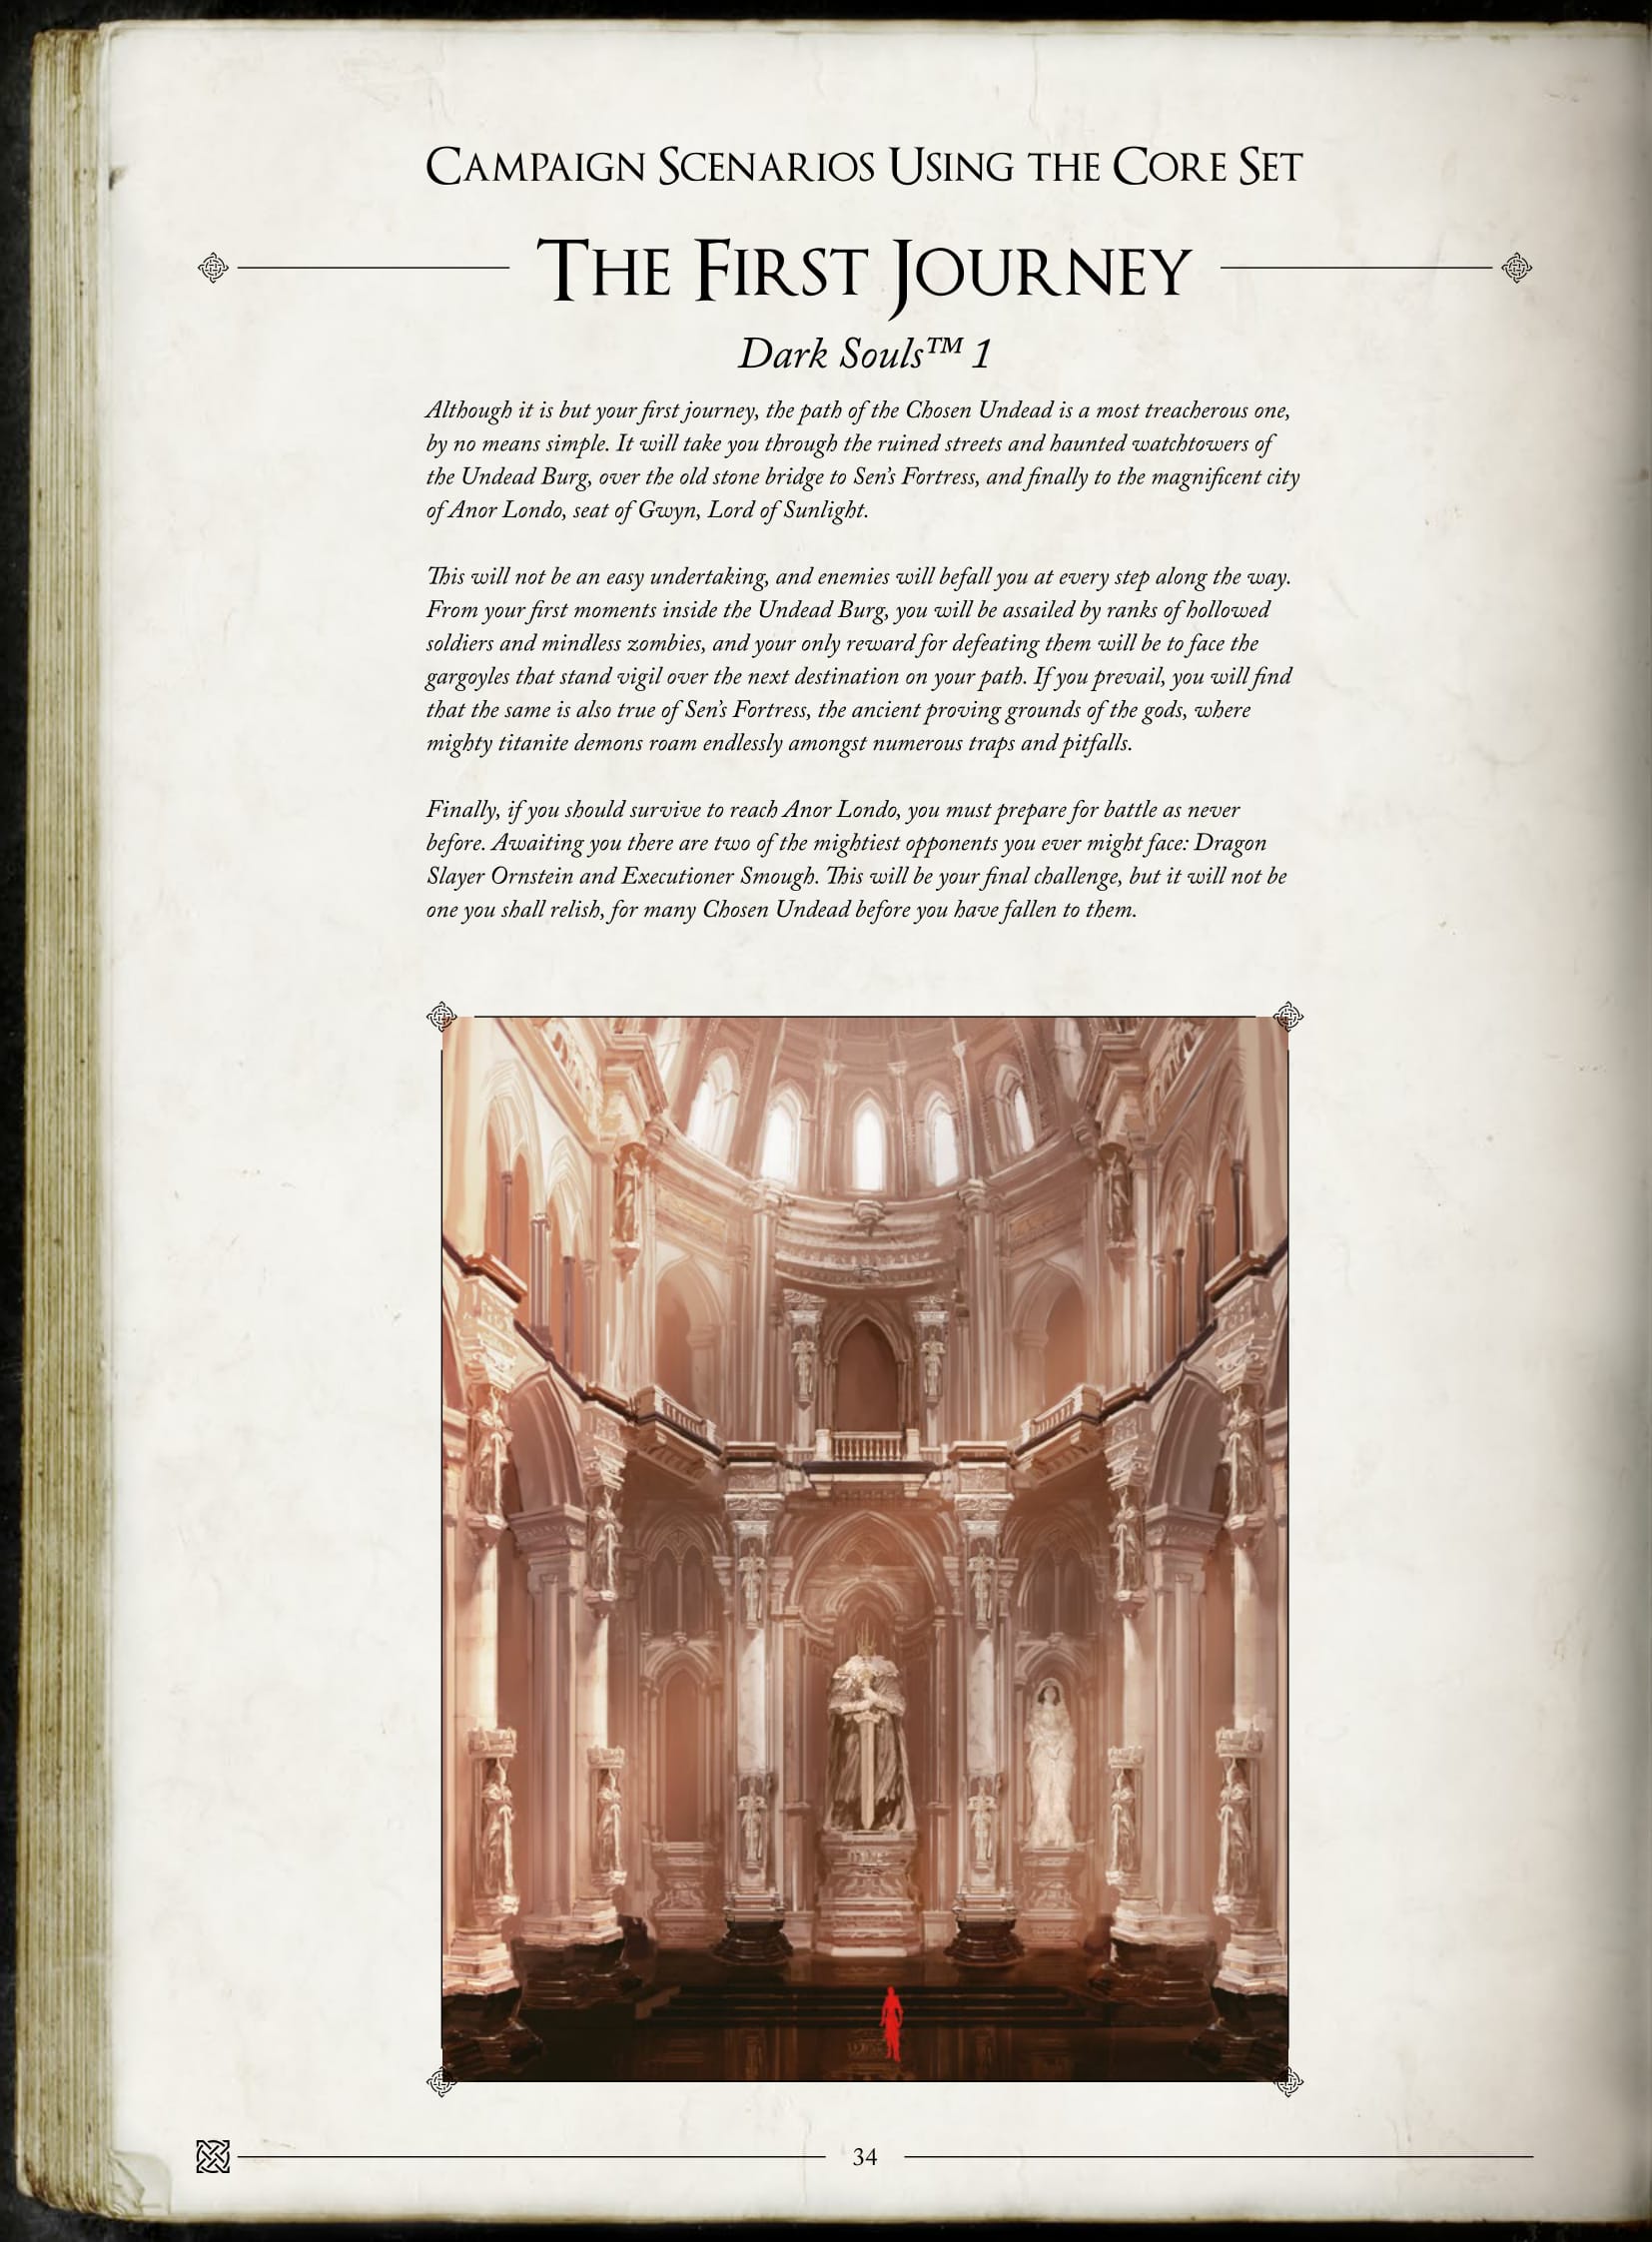 Campaign Scenarios Using the Core Set
The First Journey
Dark Souls™ 1
Although it is but your first journey, the path of the Chosen Undead is a most treacherous one,
by no means simple. It will take you through the ruined streets and haunted watchtowers of
the Undead Burg, over the old stone bridge to Sen’s Fortress, and finally to the magnificent city
of Anor Londo, seat of Gwyn, Lord of Sunlight.
This will not be an easy undertaking, and enemies will befall you at every step along the way.
From your first moments inside the Undead Burg, you will be assailed by ranks of hollowed
soldiers and mindless zombies, and your only reward for defeating them will be to face the
gargoyles that stand vigil over the next destination on your path. If you prevail, you will find
that the same is also true of Sen’s Fortress, the ancient proving grounds of the gods, where
mighty titanite demons roam endlessly amongst numerous traps and pitfalls.
Finally, if you should survive to reach Anor Londo, you must prepare for battle as never
before. Awaiting you there are two of the mightiest opponents you ever might face: Dragon
Slayer Ornstein and Executioner Smough. This will be your final challenge, but it will not be
one you shall relish, for many Chosen Undead before you have fallen to them.
34